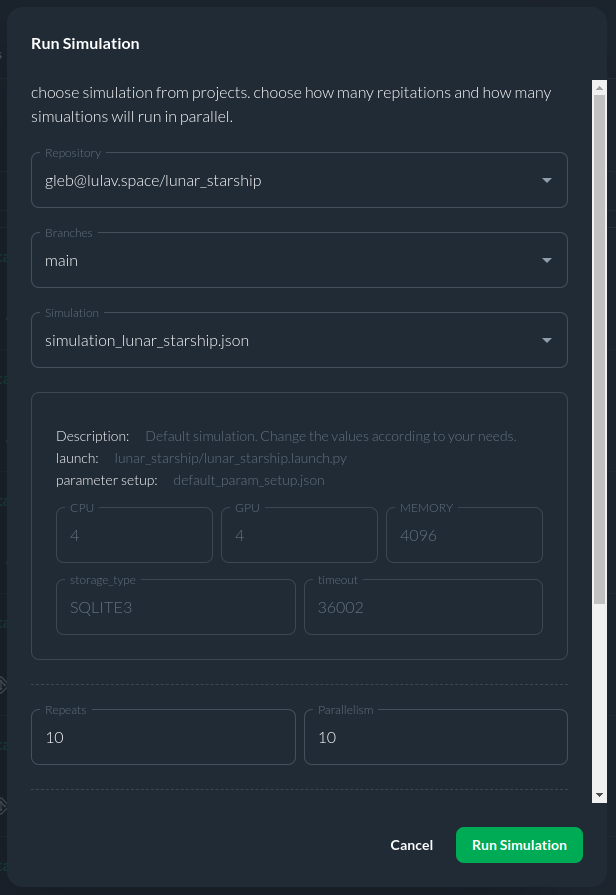 Run Simulation
choose simulation from projects. choose how many repitations and how many
simualtions will run in parallel.
Repository
gleb@lulav.space/lunar_starship
Branches
main
Simulation
simulation_lunar_starship.json
Description: Default simulation. Change the values according to your needs.
launch: lunar_starship/lunar_starship.launch.py
parameter setup: default_param_setup.json
CPU GPU MEMORY
4 4 4096
storage_type timeout
SQLITE3 36002
Repeats Parallelism
10 10
Cancel Run Simulation